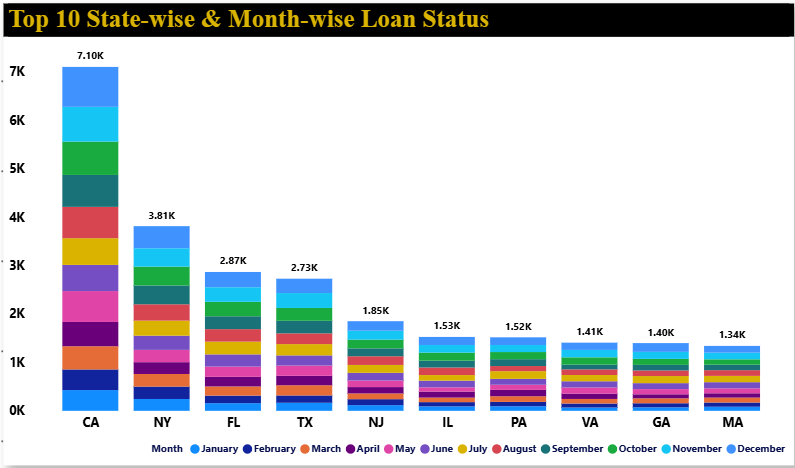 Top 10 State-wise & Month-wise Loan Status
7.10K
7K
6K
5K
4K
3K
2K
1K
0K
3.81K
2.87K
2.73K
1.85K
1.53K
1.52K
1.41K
1.40K
1.34K
CA NY FL TX NJ IL PA VA GA MA
Month January February March April May June July August September October November December